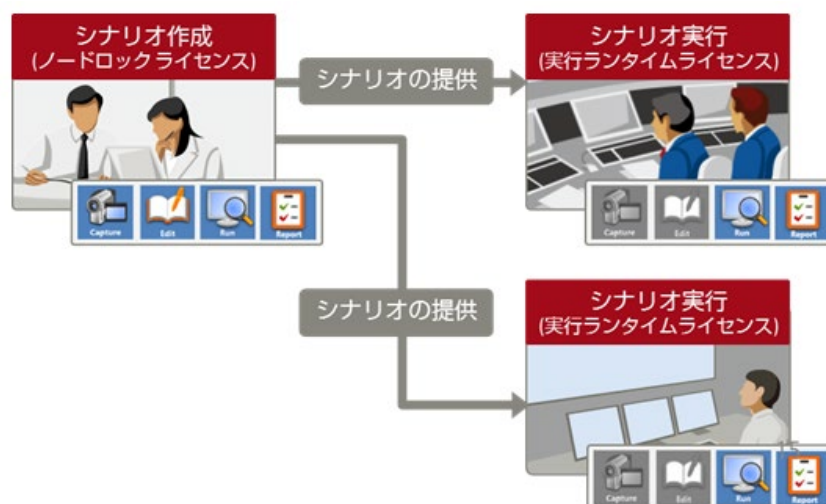 シナリオ作成
(ノードロックライセンス)
シナリオの提供
シナリオ実行
(実行ランタイムライセンス)
Capture
Edit
Run
Report
Capture
Edit
Run
Report
シナリオの提供
シナリオ実行
(実行ランタイムライセンス)
15
Capture
Edit
Run
Report